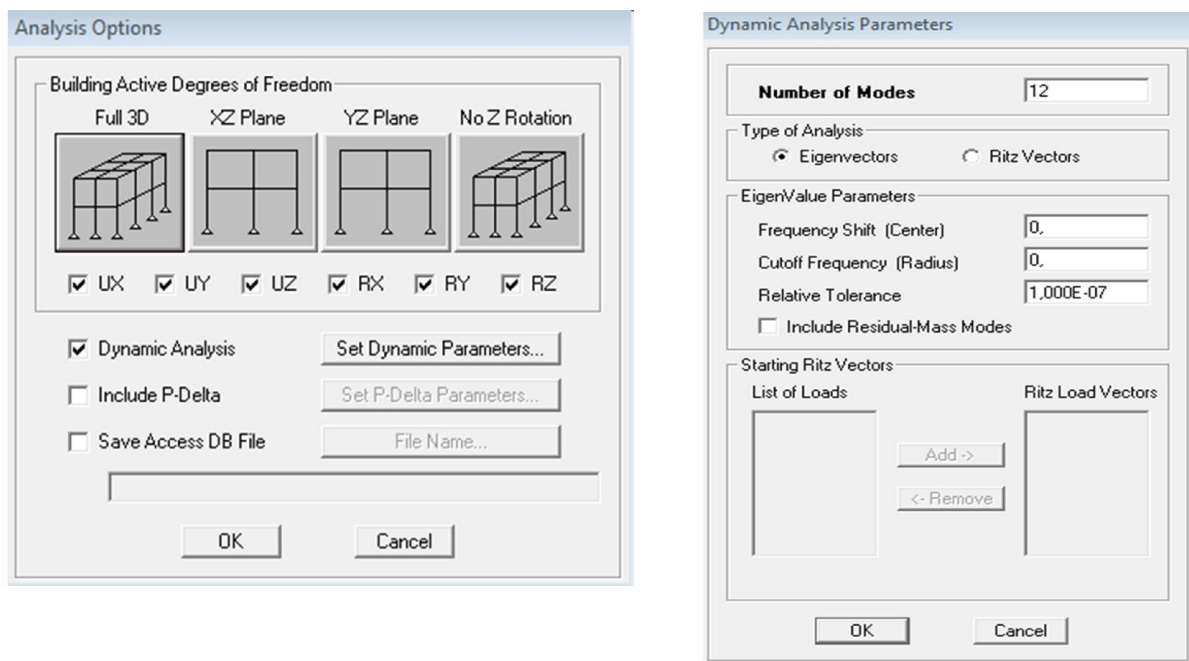 Analysis Options
Building Active Degrees of Freedom
Full 3D XZ Plane YZ Plane No Z Rotation
UX UY UZ RX RY RZ
Dynamic Analysis Set Dynamic Parameters...
Include P-Delta Set P-Delta Parameters...
Save Access DB File File Name...
OK Cancel
Dynamic Analysis Parameters
Number of Modes 12
Type of Analysis
Eigenvectors Ritz Vectors
EigenValue Parameters
Frequency Shift (Center) 0,
Cutoff Frequency (Radius) 0,
Relative Tolerance 1,000E-07
Include Residual-Mass Modes
Starting Ritz Vectors
List of Loads Ritz Load Vectors
Add ->
<- Remove
OK Cancel